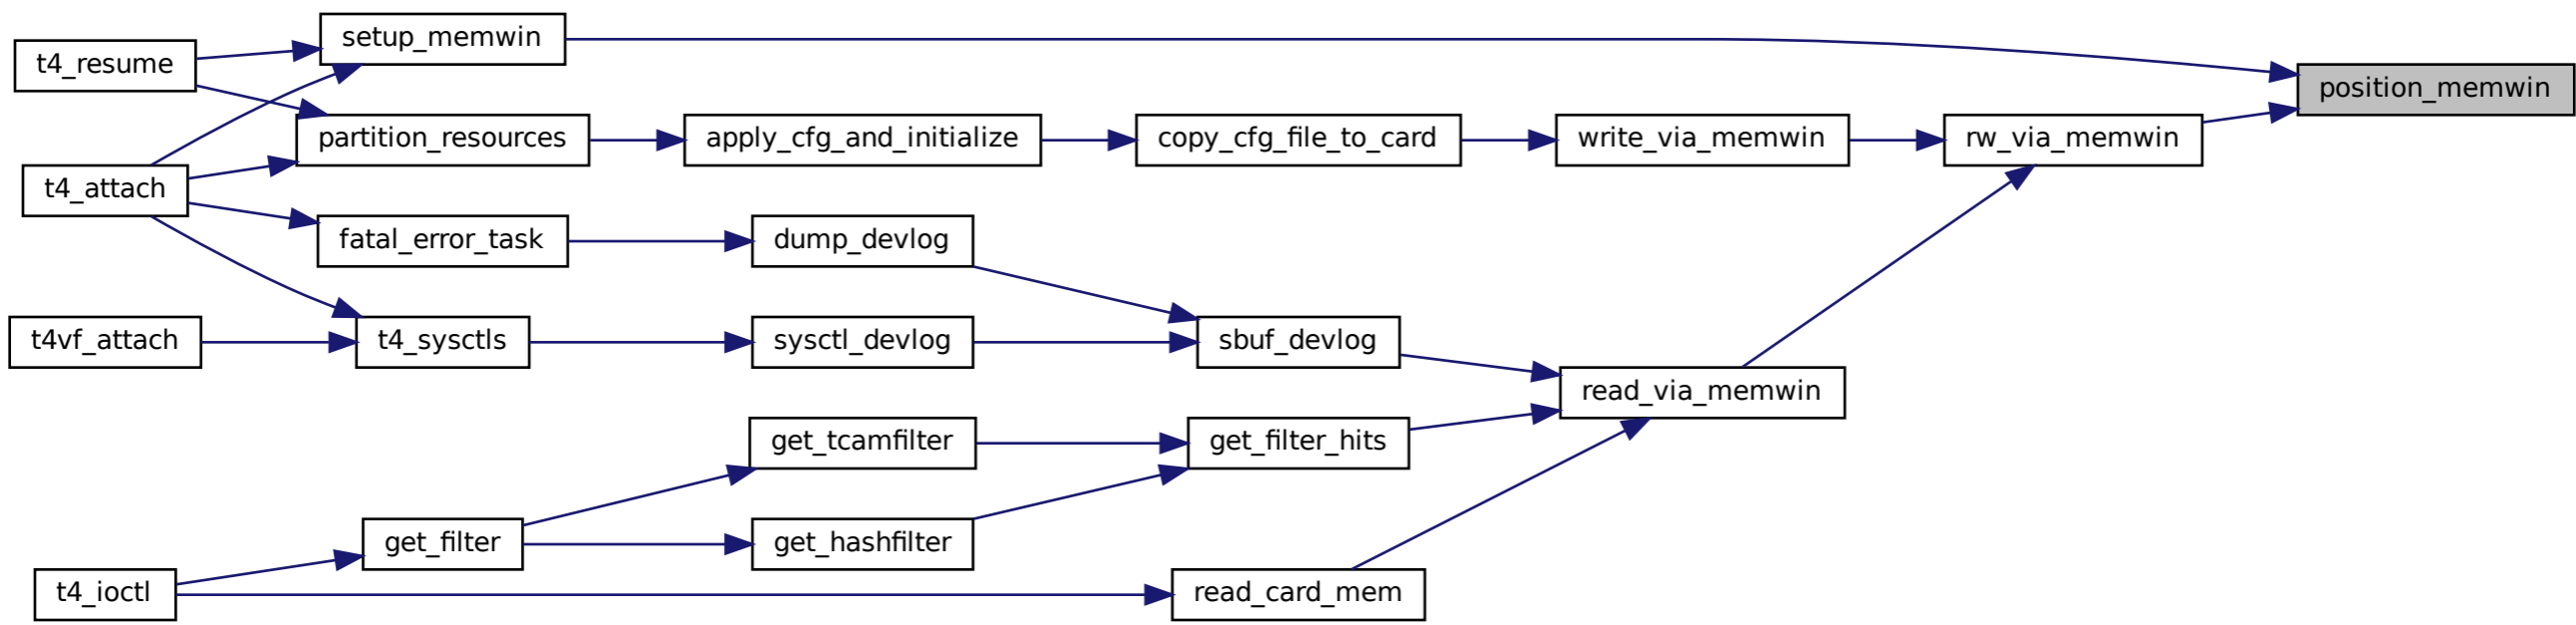 setup_memwin
t4_resume
position_memwin
partition_resources
apply_cfg_and_initialize
copy_cfg_file_to_card
write_via_memwin
rw_via_memwin
t4_attach
fatal_error_task
dump_devlog
t4vf_attach
t4_sysctls
sysctl_devlog
sbuf_devlog
read_via_memwin
get_tcamfilter
get_filter_hits
get_filter
get_hashfilter
t4_ioctl
read_card_mem